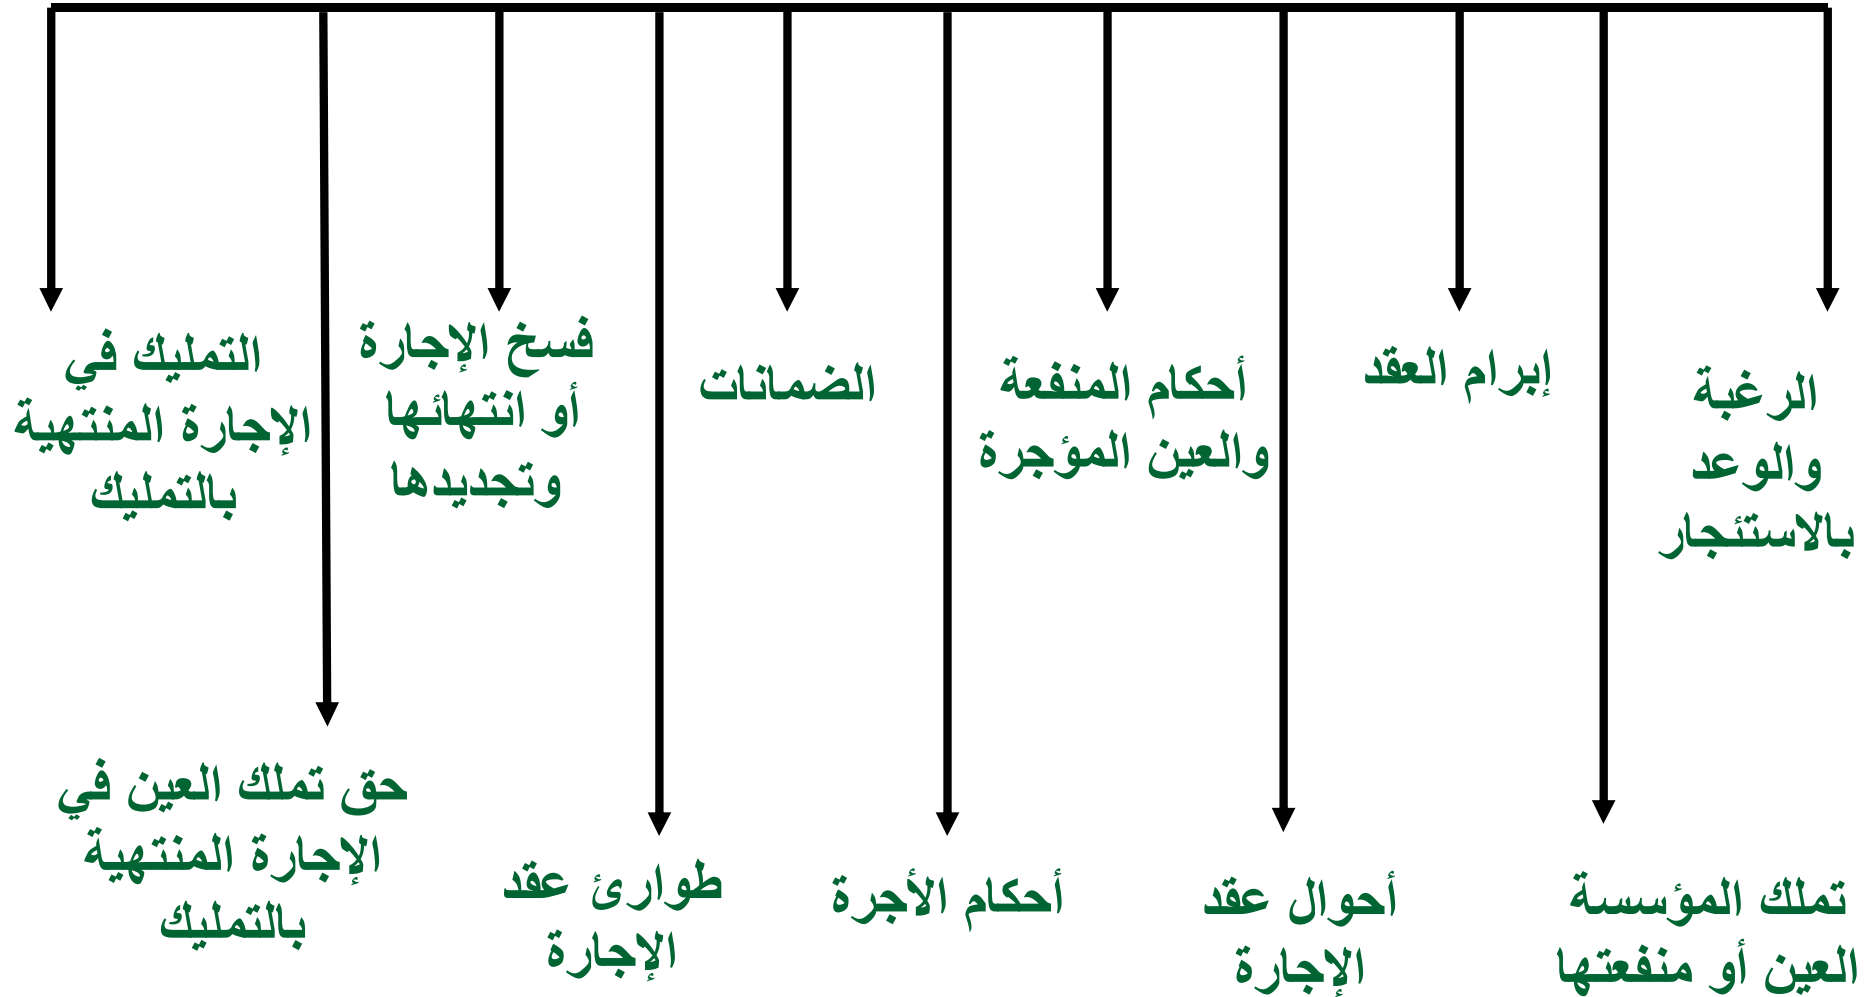 الرغبة
والوعد
بالاستئجار
تملك المؤسسة
العين أو منفعتها
إبرام العقد
أحوال عقد
الإجارة
أحكام المنفعة
والعين المؤجرة
أحكام الأجرة
الضمانات
طوارئ عقد
الإجارة
فسخ الإجارة
أو انتهائها
وتجديدها
حق تملك العين في
الإجارة المنتهية
بالتمليك
التمليك في
الإجارة المنتهية
بالتمليك